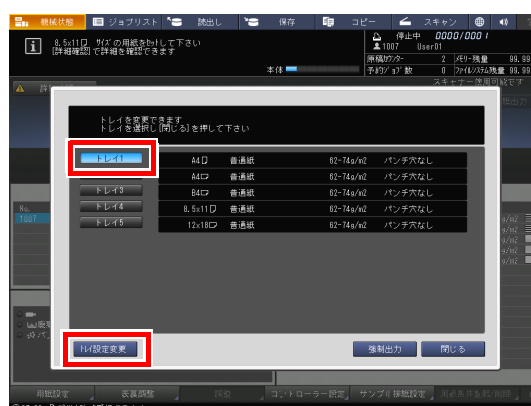 機械状態 ジョブリスト 読出し 保存 コピー スキャン
8.5x11 サイズ の用紙をセットして下さい
[詳細確認]で詳細を確認できます
停止中 0000/0001
1007 User01
原稿カウンター 2 メモリー残量 99.99
予約ジョブ数 0 ファイルシステム残量 99.99
本体
スキャナー使用可能です
トレイを変更できます
トレイを選択し[閉じる]を押して下さい
トレイ1 A4 普通紙 62-74g/m2 パンチ穴なし
A4 普通紙 62-74g/m2 パンチ穴なし
トレイ3 B4 普通紙 62-74g/m2 パンチ穴なし
トレイ4 8.5x11 普通紙 62-74g/m2 パンチ穴なし
トレイ5 12x18 普通紙 62-74g/m2 パンチ穴なし
No.
1007
トレイ設定変更 強制出力 閉じる
用紙設定 表裏調整 調整 コントローラー設定 サンプル排紙設定